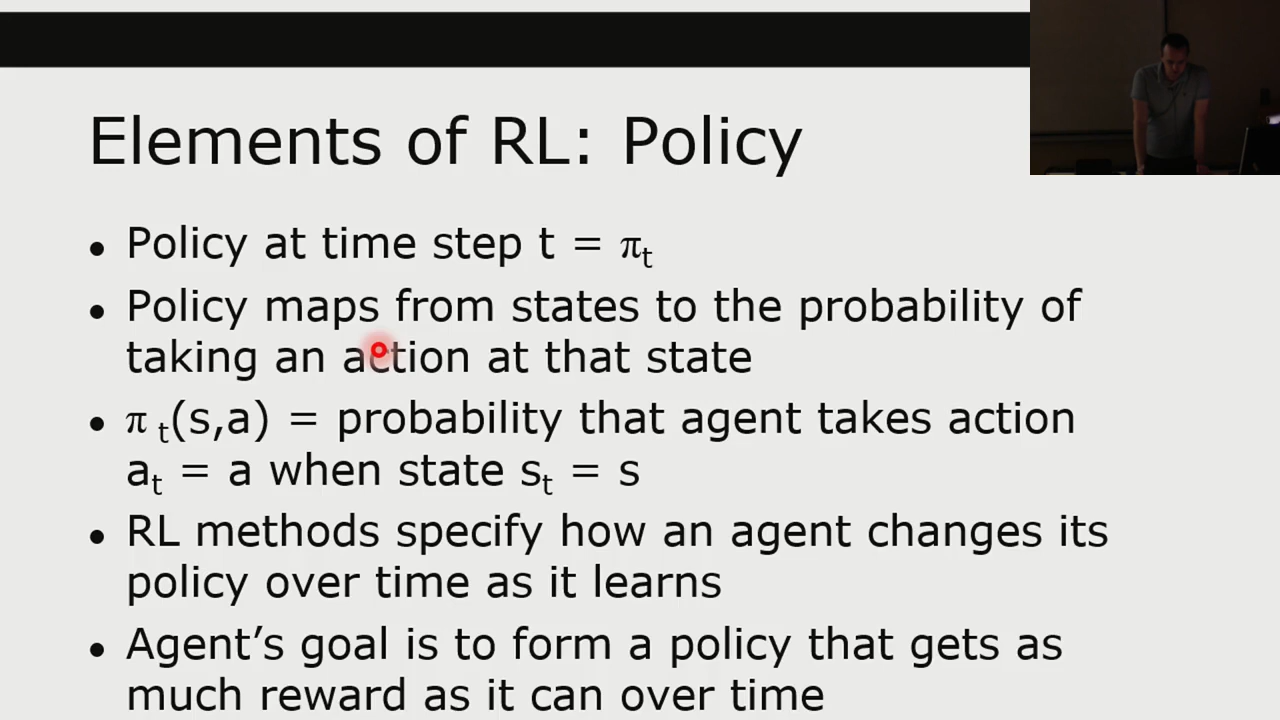 Elements of RL: Policy
• Policy at time step t = πt
• Policy maps from states to the probability of
taking an action at that state
• π t(s,a) = probability that agent takes action
at = a when state st = s
• RL methods specify how an agent changes its
policy over time as it learns
• Agent’s goal is to form a policy that gets as
much reward as it can over time